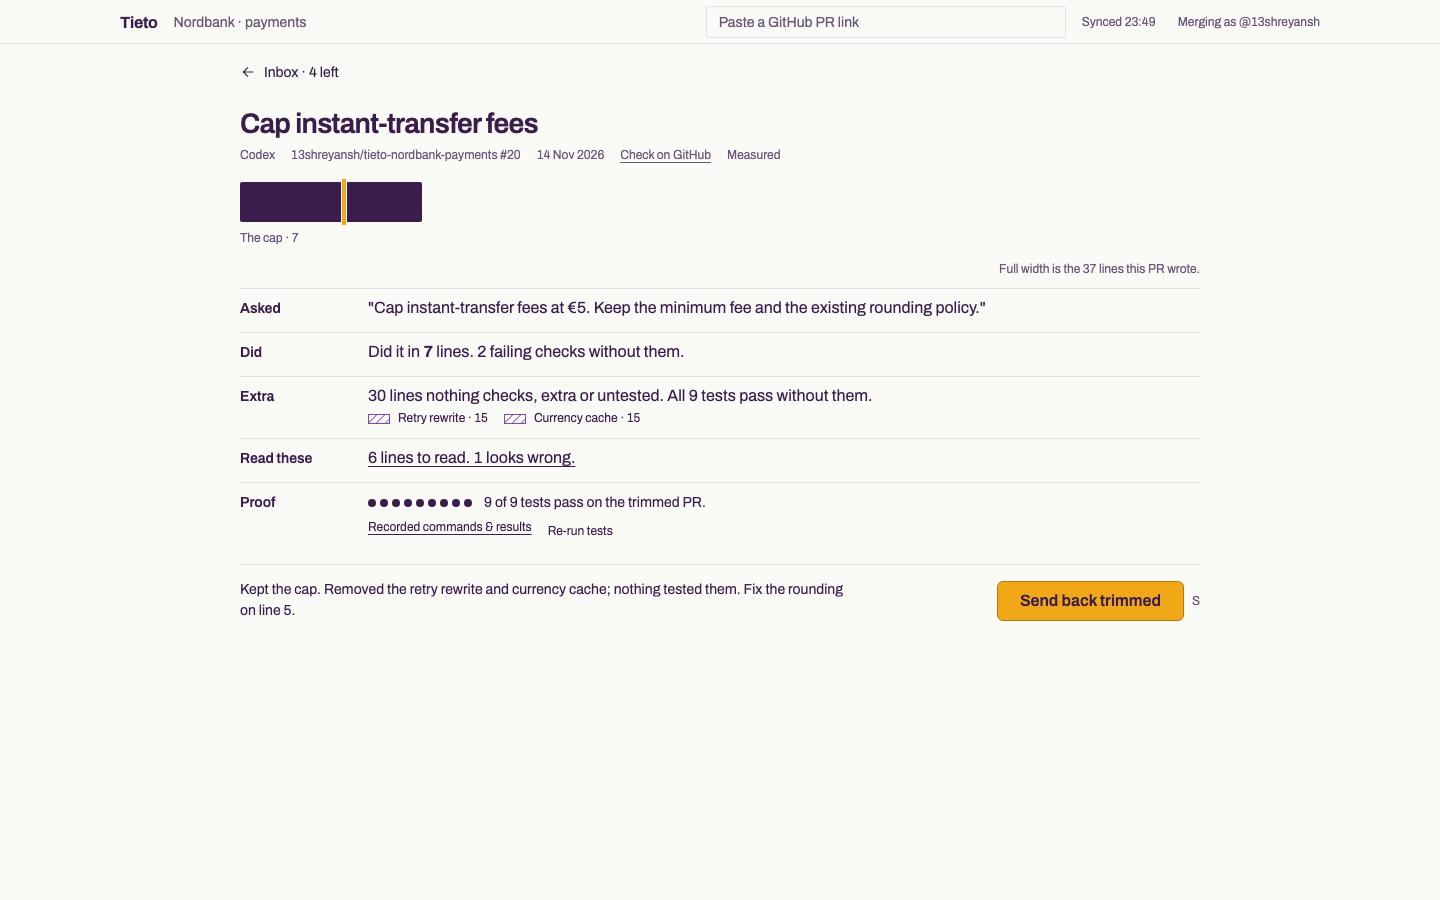 Tieto Nordbank · payments Paste a GitHub PR link Synced 23:49 Merging as @13shreyansh
← Inbox · 4 left
Cap instant-transfer fees
Codex 13shreyansh/tieto-nordbank-payments #20 14 Nov 2026 Check on GitHub Measured
The cap · 7
Full width is the 37 lines this PR wrote.
Asked "Cap instant-transfer fees at €5. Keep the minimum fee and the existing rounding policy."
Did Did it in 7 lines. 2 failing checks without them.
Extra 30 lines nothing checks, extra or untested. All 9 tests pass without them.
Retry rewrite · 15 Currency cache · 15
Read these 6 lines to read. 1 looks wrong.
Proof 9 of 9 tests pass on the trimmed PR.
Recorded commands & results Re-run tests
Kept the cap. Removed the retry rewrite and currency cache; nothing tested them. Fix the rounding
on line 5.
Send back trimmed S